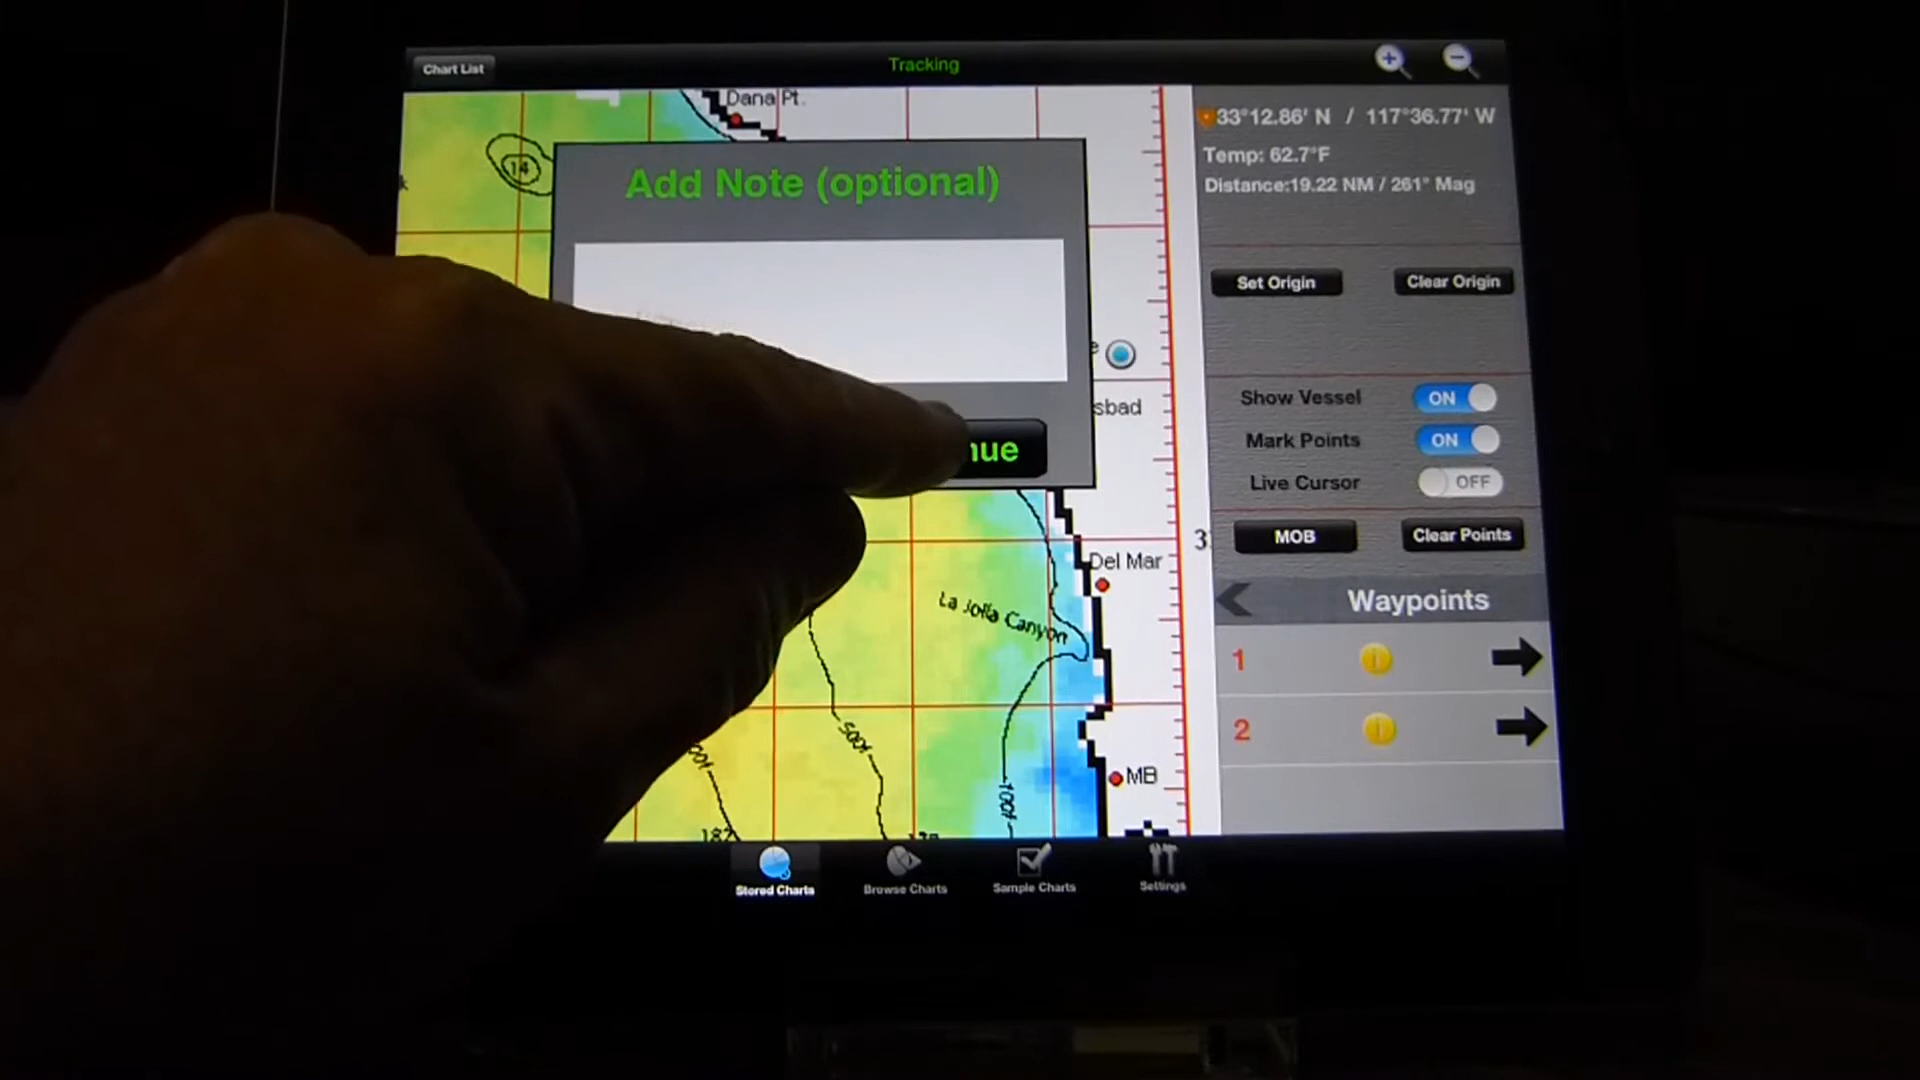 Chart List
Tracking
33°12.86' N / 117°36.77' W
Temp: 62.7°F
Distance:19.22 NM / 261° Mag
Set Origin
Clear Origin
Show Vessel
ON
Mark Points
ON
Live Cursor
OFF
MOB
Clear Points
Waypoints
1
2
Add Note (optional)
Dana Pt.
14
Del Mar
La Jolla Canyon
MB
500f
100f
Stored Charts
Browse Charts
Sample Charts
Settings